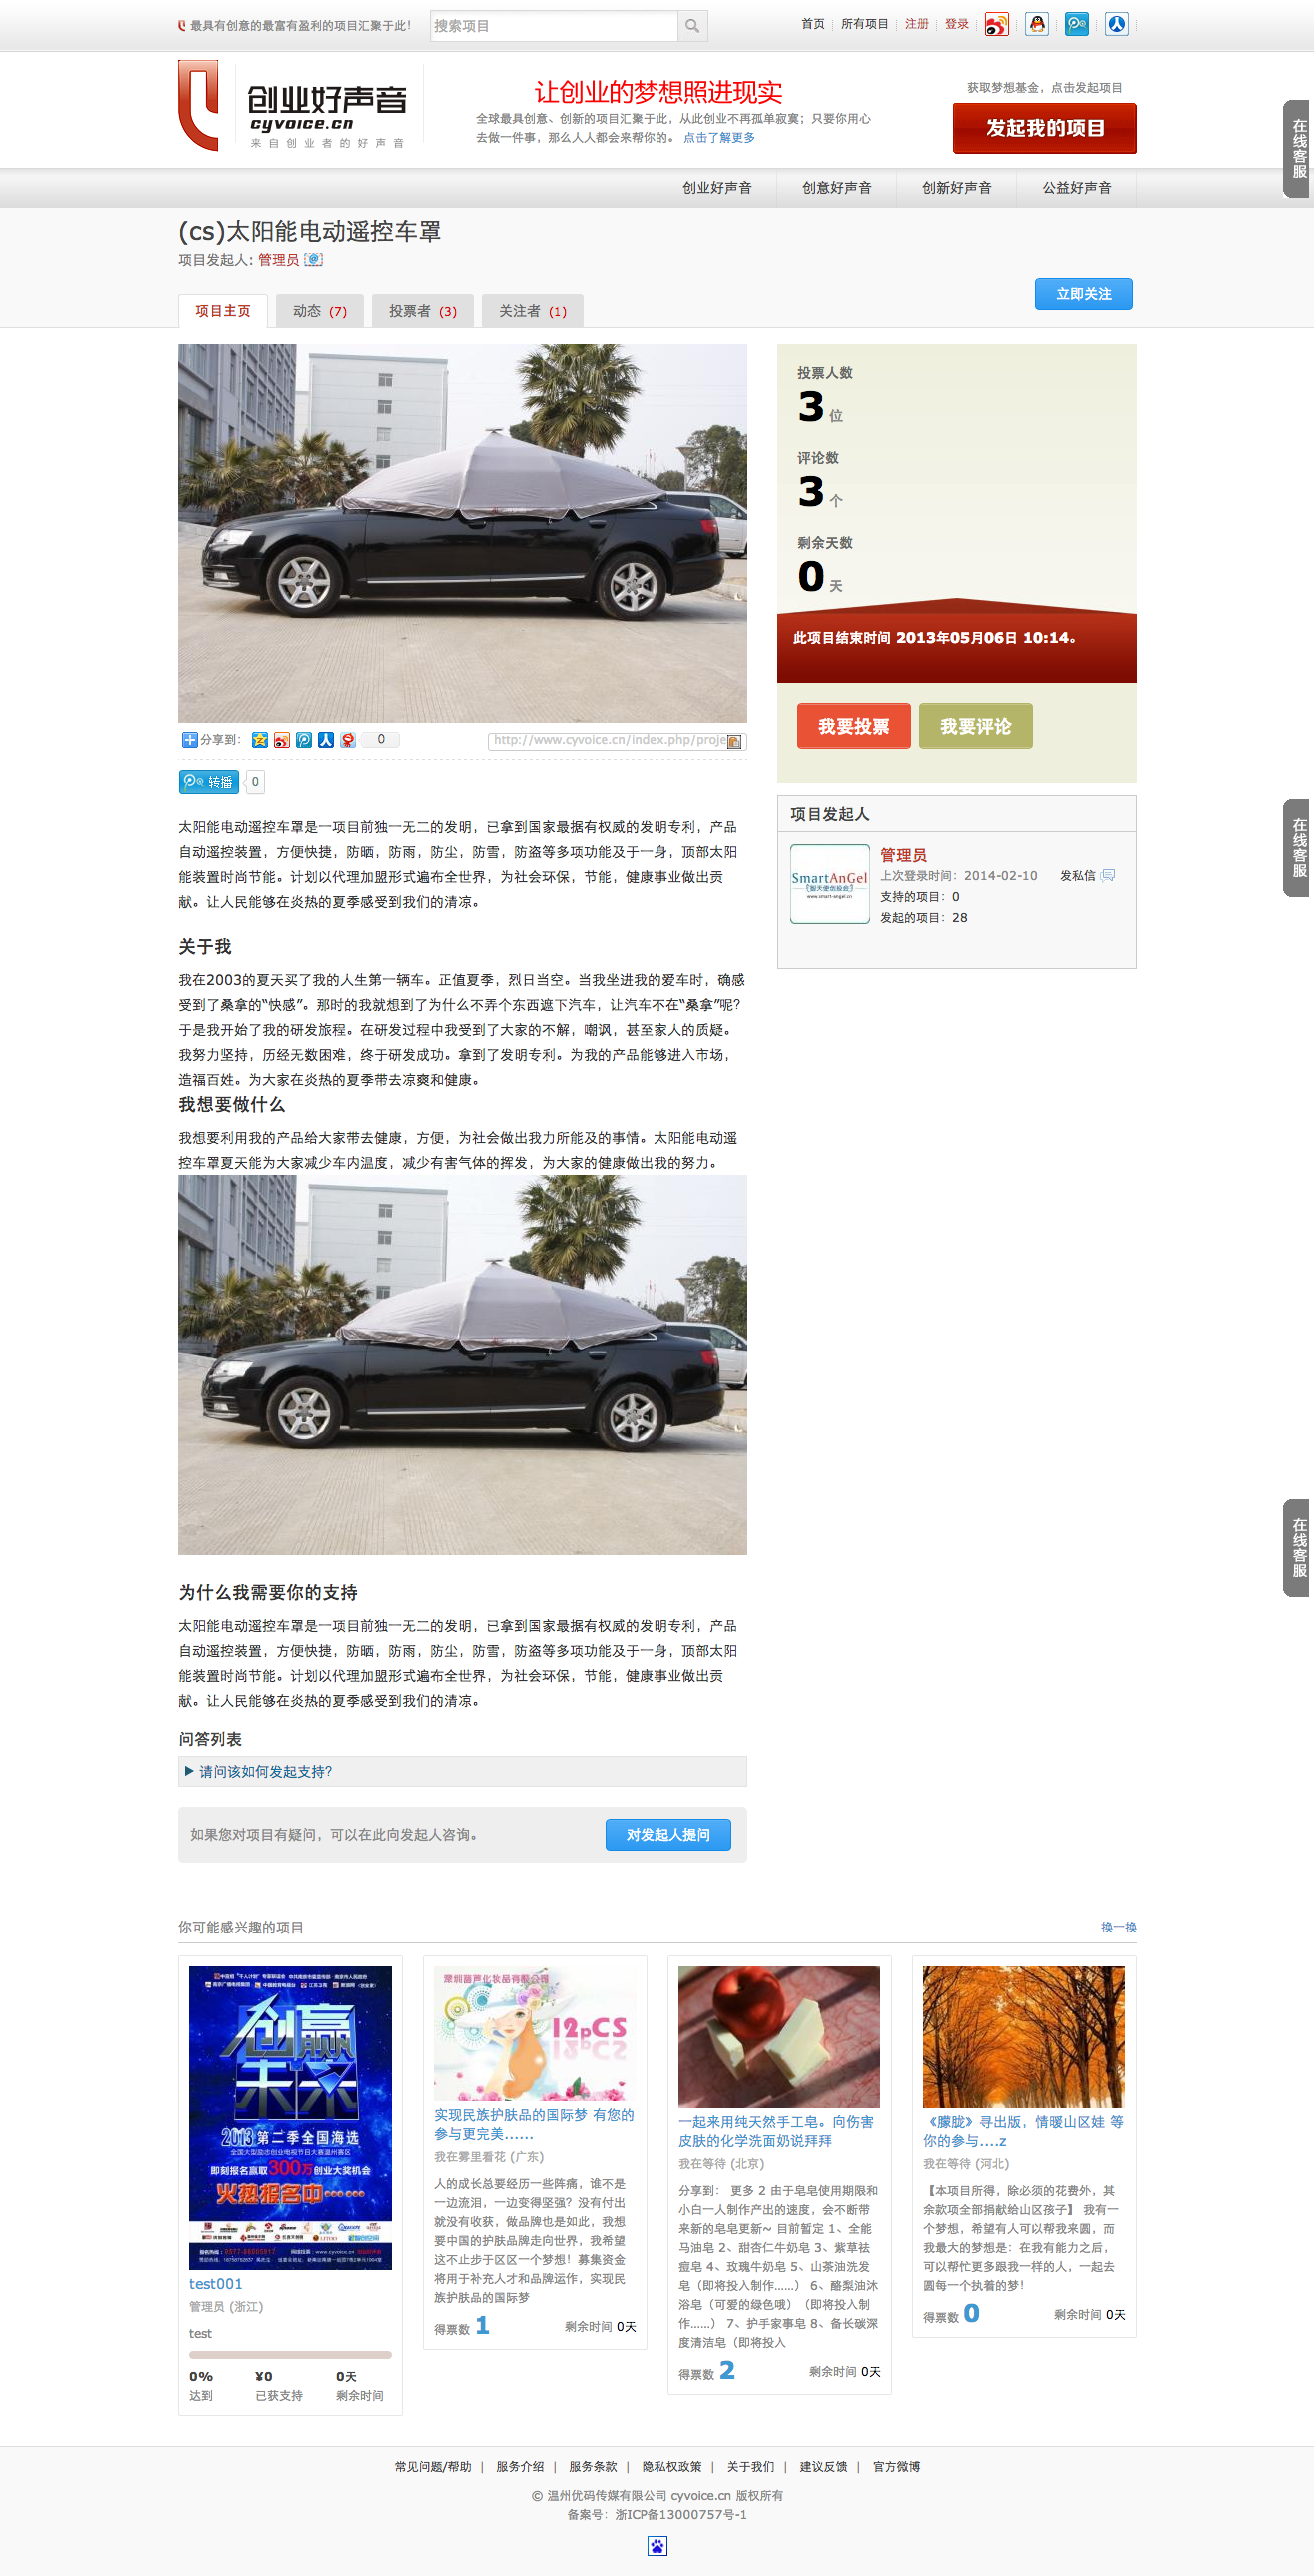 最具有创意的最富有盈利的项目汇聚于此!
搜索项目
首页
所有项目
注册
登录
创业好声音
cyvoice.cn
来自创业者的好声音
让创业的梦想照进现实
全球最具创意、创新的项目汇聚于此，从此创业不再孤单寂寞；只要你用心
去做一件事，那么人人都会来帮你的。 点击了解更多
获取梦想基金，点击发起项目
发起我的项目
在线客服
创业好声音
创意好声音
创新好声音
公益好声音
(cs)太阳能电动遥控车罩
项目发起人: 管理员
立即关注
项目主页
动态 (7)
投票者 (3)
关注者 (1)
投票人数
3 位
评论数
3 个
剩余天数
0 天
此项目结束时间 2013年05月06日 10:14。
我要投票
我要评论
分享到:
0
http://www.cyvoice.cn/index.php/proje
转播
0
项目发起人
SmartAnGel
www.smart-angel.cn
管理员
上次登录时间: 2014-02-10
发私信
支持的项目: 0
发起的项目: 28
在线客服
太阳能电动遥控车罩是一项目前独一无二的发明，已拿到国家最据有权威的发明专利，产品
自动遥控装置，方便快捷，防晒，防雨，防尘，防雪，防盗等多项功能及于一身，顶部太阳
能装置时尚节能。计划以代理加盟形式遍布全世界，为社会环保，节能，健康事业做出贡
献。让人民能够在炎热的夏季感受到我们的清凉。
关于我
我在2003的夏天买了我的人生第一辆车。正值夏季，烈日当空。当我坐进我的爱车时，确感
受到了桑拿的“快感”。那时的我就想到了为什么不弄个东西遮下汽车，让汽车不在“桑拿”呢?
于是我开始了我的研发旅程。在研发过程中我受到了大家的不解，嘲讽，甚至家人的质疑。
我努力坚持，历经无数困难，终于研发成功。拿到了发明专利。为我的产品能够进入市场，
造福百姓。为大家在炎热的夏季带去凉爽和健康。
我想要做什么
我想要利用我的产品给大家带去健康，方便，为社会做出我力所能及的事情。太阳能电动遥
控车罩夏天能为大家减少车内温度，减少有害气体的挥发，为大家的健康做出我的努力。
在线客服
为什么我需要你的支持
太阳能电动遥控车罩是一项目前独一无二的发明，已拿到国家最据有权威的发明专利，产品
自动遥控装置，方便快捷，防晒，防雨，防尘，防雪，防盗等多项功能及于一身，顶部太阳
能装置时尚节能。计划以代理加盟形式遍布全世界，为社会环保，节能，健康事业做出贡
献。让人民能够在炎热的夏季感受到我们的清凉。
问答列表
请问该如何发起支持?
如果您对项目有疑问，可以在此向发起人咨询。
对发起人提问
你可能感兴趣的项目
换一换
创赢未来
2013 第二季全国海选
即刻报名赢取300万创业大奖机会
火热报名中······
test001
管理员 (浙江)
test
0%
¥0
0天
达到
已获支持
剩余时间
12pCS
实现民族护肤品的国际梦 有您的
参与更完美......
我在雾里看花 (广东)
人的成长总要经历一些阵痛，谁不是
一边流泪，一边变得坚强？没有付出
就没有收获，做品牌也是如此，我想
要中国的护肤品牌走向世界，我希望
这不止步于区区一个梦想！募集资金
将用于补充人才和品牌运作，实现民
族护肤品的国际梦
得票数 1
剩余时间 0天
一起来用纯天然手工皂。向伤害
皮肤的化学洗面奶说拜拜
我在等待 (北京)
分享到： 更多 2 由于皂皂使用期限和
小白一人制作产出的速度，会不断带
来新的皂皂更新~ 目前暂定 1、全能
马油皂 2、甜杏仁牛奶皂 3、紫草祛
痘皂 4、玫瑰牛奶皂 5、山茶油洗发
皂（即将投入制作……） 6、酪梨油沐
浴皂（可爱的绿色哦）（即将投入制
作……） 7、护手家事皂 8、备长碳深
度清洁皂（即将投入
得票数 2
剩余时间 0天
《朦胧》寻出版，情暖山区娃 等
你的参与....z
我在等待 (河北)
【本项目所得，除必须的花费外，其
余款项全部捐献给山区孩子】 我有一
个梦想，希望有人可以帮我来圆，而
我最大的梦想是：在我有能力之后，
可以帮忙更多跟我一样的人，一起去
圆每一个执着的梦！
得票数 0
剩余时间 0天
常见问题/帮助 | 服务介绍 | 服务条款 | 隐私权政策 | 关于我们 | 建议反馈 | 官方微博
© 温州优码传媒有限公司 cyvoice.cn 版权所有
备案号：浙ICP备13000757号-1